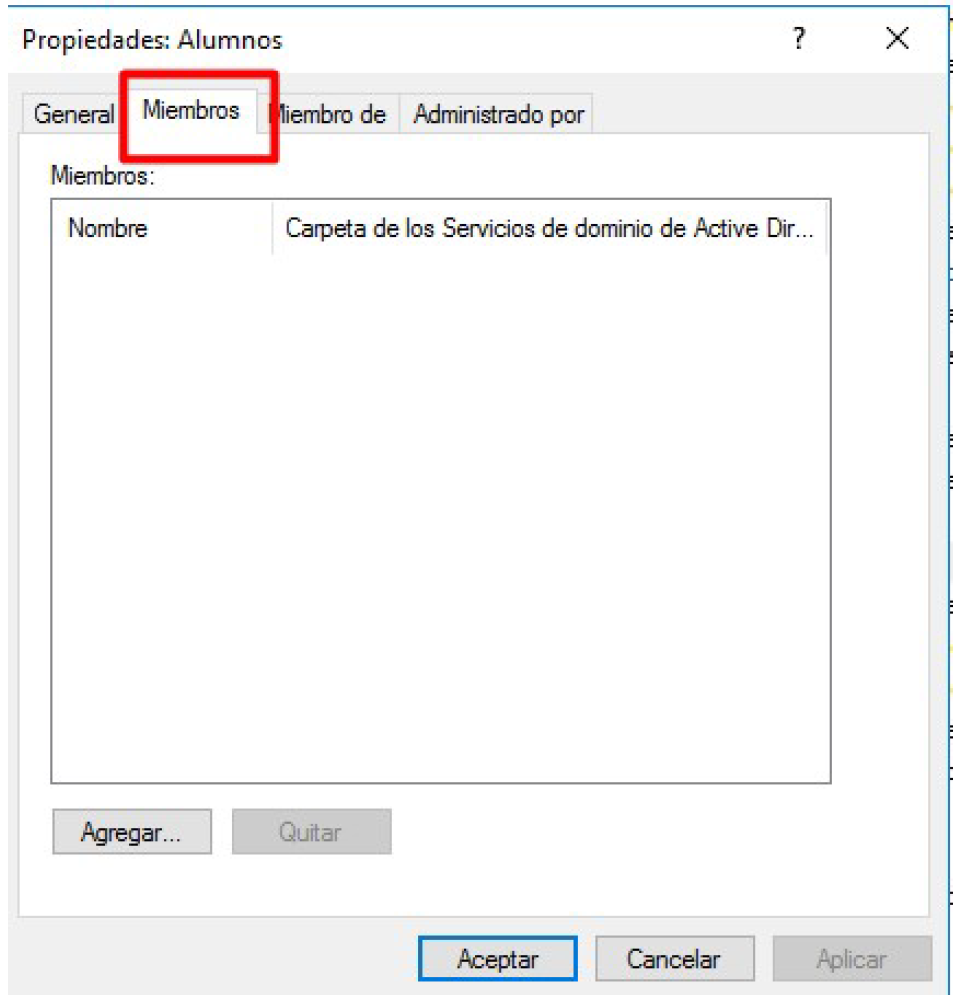 Propiedades: Alumnos ?
General Miembros Miembro de Administrado por
Miembros:
Nombre Carpeta de los Servicios de dominio de Active Dir...
Agregar... Quitar
Aceptar Cancelar Aplicar